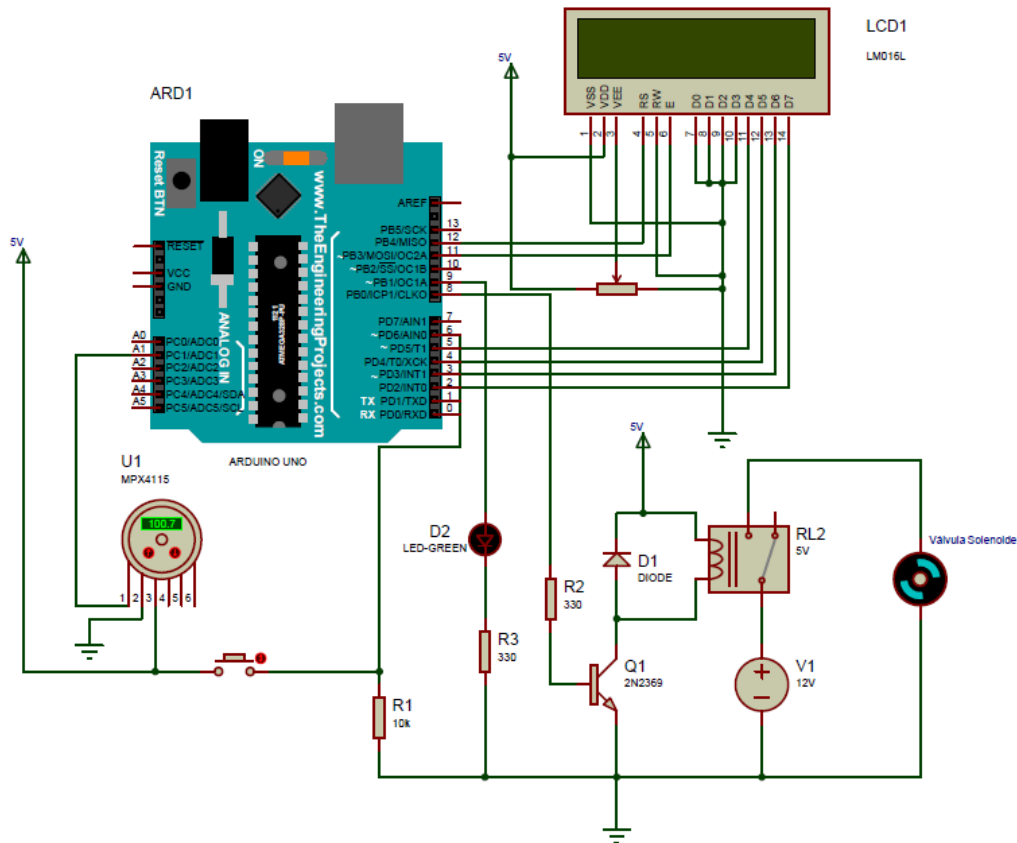 LCD1
LM016L
5V
VSS
VDD
VEE
RS
RW
E
D0
D1
D2
D3
D4
D5
D6
D7
1
2
3
4
5
6
7
8
9
10
11
12
13
14
ARD1
Reset BTN
ON
www.TheEngineeringProjects.com
ANALOG IN
RESET
VCC
GND
A0 PC0/ADC0
A1 PC1/ADC1
A2 PC2/ADC2
A3 PC3/ADC3
A4 PC4/ADC4/SDA
A5 PC5/ADC5/SCL
AREF
PB5/SCK 13
PB4/MISO 12
~PB3/MOSI/OC2A 11
~PB2/SS/OC1B 10
~PB1/OC1A 9
PB0/ICP1/CLKO 8
PD7/AIN1 7
~PD6/AIN0 6
~PD5/T1 5
PD4/T0/XCK 4
~PD3/INT1 3
PD2/INT0 2
TX PD1/TXD 1
RX PD0/RXD 0
ARDUINO UNO
5V
U1
MPX4115
100.7
1
2
3
4
5
6
D2
LED-GREEN
R3
330
R1
10k
R2
330
5V
D1
DIODE
Q1
2N2369
RL2
5V
V1
12V
Válvula Solenoide